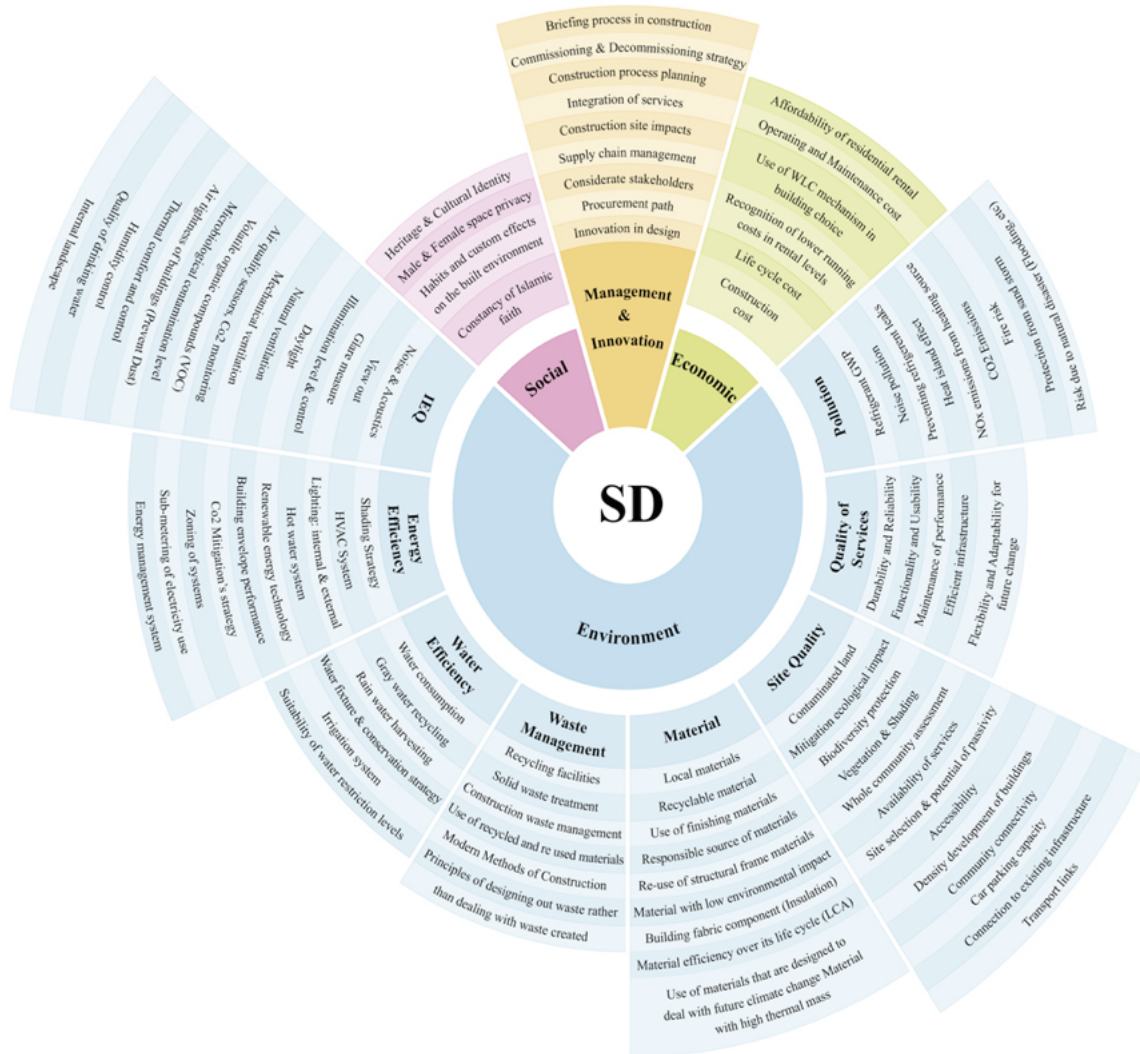 SD
Management
&
Innovation
Briefing process in construction
Commissioning & Decommissioning strategy
Construction process planning
Integration of services
Construction site impacts
Supply chain management
Considerate stakeholders
Procurement path
Innovation in design
Economic
Affordability of residential rental
Operating and Maintenance cost
Use of WLC mechanism in
building choice
Recognition of lower running
costs in rental levels
Life cycle cost
Construction
cost
Environment
Pollution
Risk due to natural disaster (Flooding, etc)
Protection from sand storm
Fire risk
CO2 Emissions
NOx emissions from heating source
Heat island effect
Preventing refrigerent leaks
Noise pollution
Refrigerant GWP
Quality of
Services
Durability and Reliability
Functionality and Usability
Maintenance of performance
Efficient infrastructure
Flexibility and Adaptability for
future change
Site Quality
Contaminated land
Mitigation ecological impact
Biodiversity protection
Vegetation & Shading
Whole community assessment
Availability of services
Site selection & potential of passivity
Accessibility
Density development of buildings
Community connectivity
Car parking capacity
Connection to existing infrastructure
Transport links
Material
Local materials
Recyclable material
Use of finishing materials
Responsible source of materials
Re-use of structural frame materials
Material with low environmental impact
Building fabric component (Insulation)
Material efficiency over its life cycle (LCA)
Use of materials that are designed to
deal with future climate change Material
with high thermal mass
Waste
Management
Recycling facilities
Solid waste treatment
Construction waste management
Use of recycled and re used materials
Modern Methods of Construction
Principles of designing out waste rather
than dealing with waste created
Water
Efficiency
Water consumption
Gray water recycling
Rain water harvesting
Water fixture & conservation strategy
Irrigation system
Suitability of water restriction levels
Energy
Efficiency
Shading Strategy
HVAC System
Lighting: internal & external
Hot water system
Renewable energy technology
Building envelope performance
Co2 Mitigation's strategy
Zoning of systems
Sub-metering of electricity use
Energy management system
IEQ
Noise & Acoustics
View out
Glare measure
Illumination level & control
Daylight
Natural ventilation
Mechanical ventilation
Air quality sensors, Co2 monitoring
Volatile organic compounds (VOC)
Microbiological contamination level
Air tightness of buildings (Prevent Dust)
Thermal comfort and control
Humidity control
Quality of drinking water
Internal landscape
Social
Heritage & Cultural Identity
Male & Female space privacy
Habits and custom effects
on the built environment
Constancy of Islamic
faith